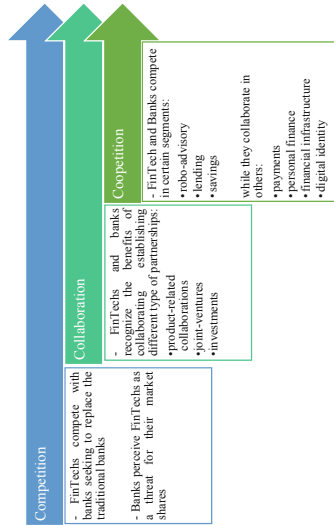 Competition
- FinTechs compete with
banks seeking to replace the
traditional banks
- Banks perceive FinTechs as
a threat for their market
shares
Collaboration
- FinTechs and banks
recognize the benefits of
collaborating establishing
different type of partnerships:
•product-related
collaborations
•joint-ventures
•investments
Coopetition
- FinTech and Banks compete
in certain segments:
•robo-advisory
•lending
•savings
while they collaborate in
others:
•payments
•personal finance
•financial infrastructure
•digital identity